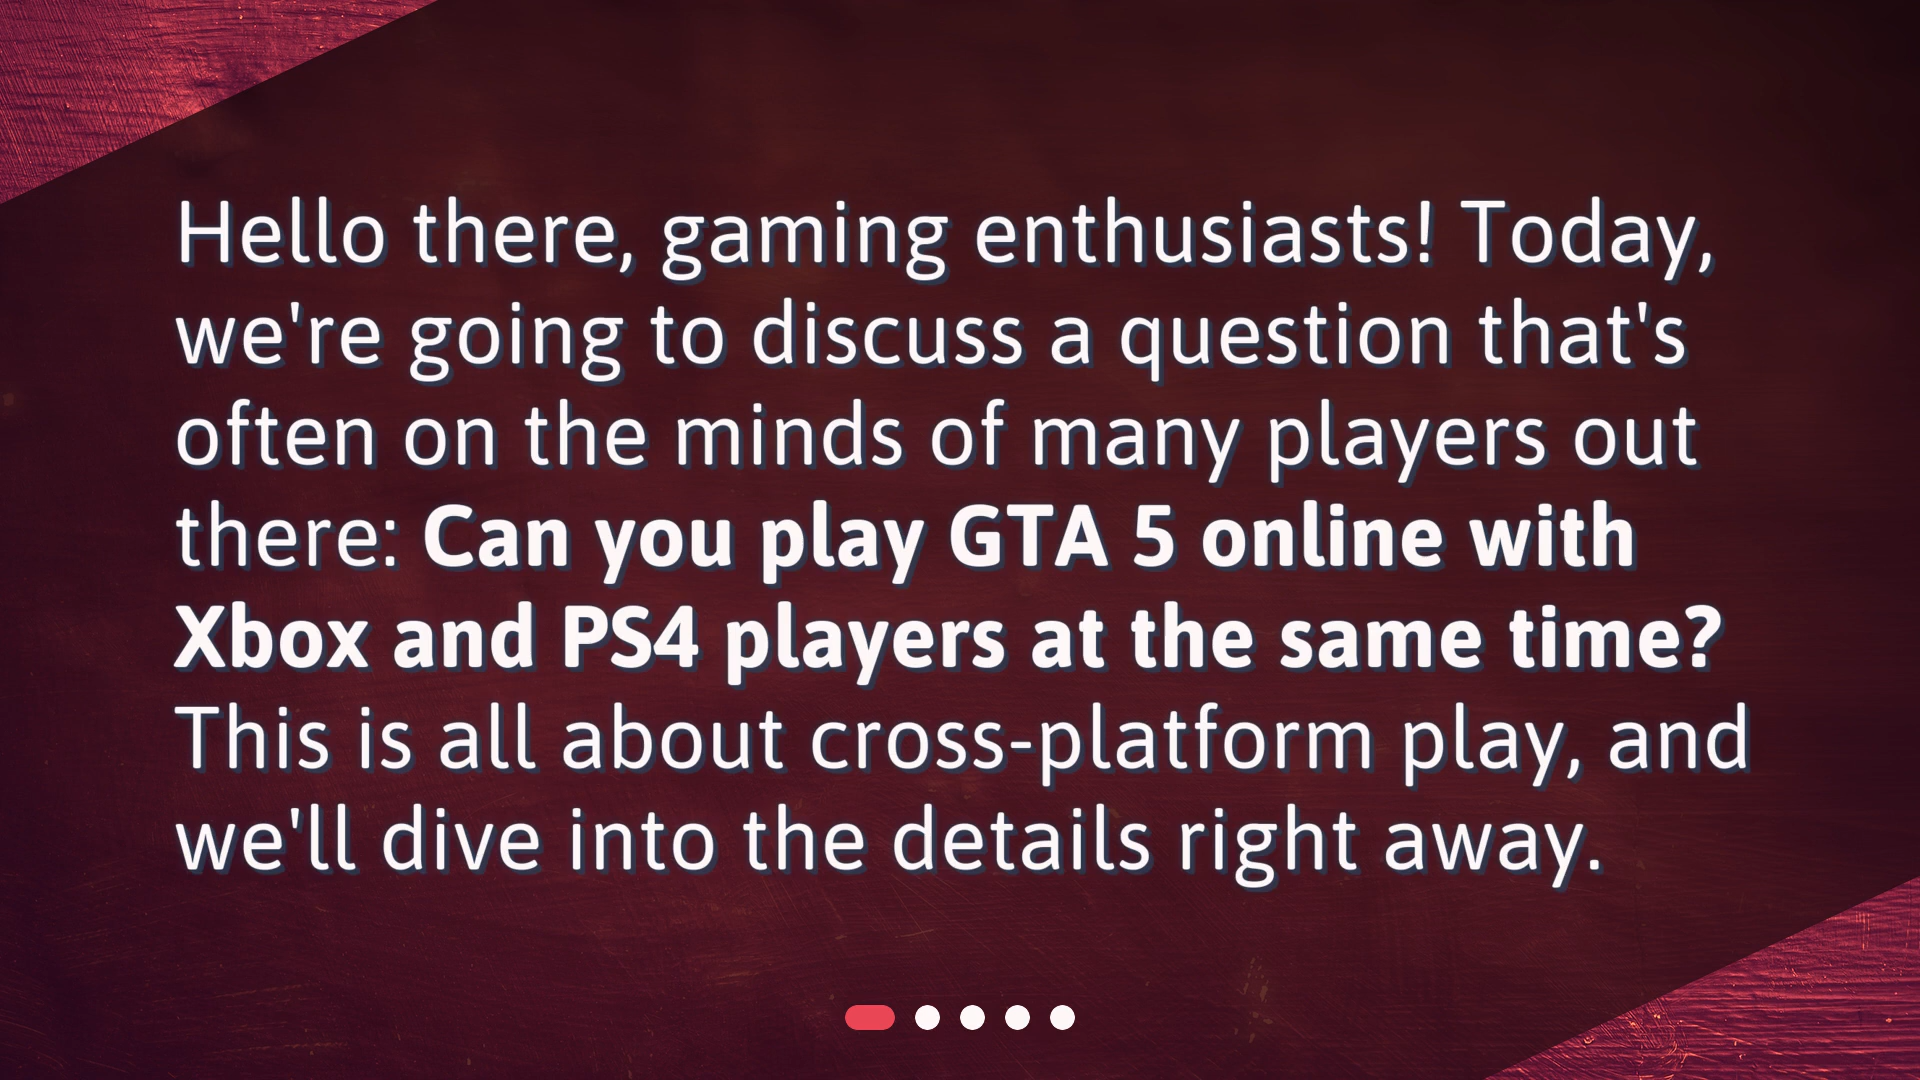 Hello there, gaming enthusiasts! Today,
we're going to discuss a question that's
often on the minds of many players out
there: Can you play GTA 5 online with
Xbox and PS4 players at the same time?
This is all about cross-platform play, and
we'll dive into the details right away.